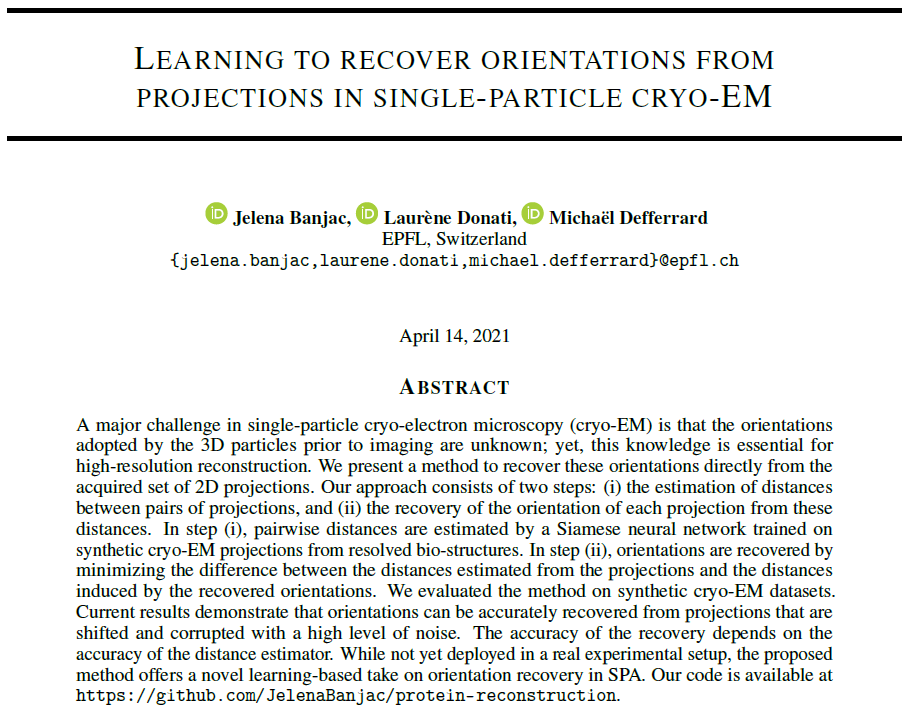 LEARNING TO RECOVER ORIENTATIONS FROM
PROJECTIONS IN SINGLE-PARTICLE CRYO-EM
iD Jelena Banjac, iD Laurène Donati, iD Michaël Defferrard
EPFL, Switzerland
{jelena.banjac,laurene.donati,michael.defferrard}@epfl.ch
April 14, 2021
ABSTRACT
A major challenge in single-particle cryo-electron microscopy (cryo-EM) is that the orientations
adopted by the 3D particles prior to imaging are unknown; yet, this knowledge is essential for
high-resolution reconstruction. We present a method to recover these orientations directly from the
acquired set of 2D projections. Our approach consists of two steps: (i) the estimation of distances
between pairs of projections, and (ii) the recovery of the orientation of each projection from these
distances. In step (i), pairwise distances are estimated by a Siamese neural network trained on
synthetic cryo-EM projections from resolved bio-structures. In step (ii), orientations are recovered by
minimizing the difference between the distances estimated from the projections and the distances
induced by the recovered orientations. We evaluated the method on synthetic cryo-EM datasets.
Current results demonstrate that orientations can be accurately recovered from projections that are
shifted and corrupted with a high level of noise. The accuracy of the recovery depends on the
accuracy of the distance estimator. While not yet deployed in a real experimental setup, the proposed
method offers a novel learning-based take on orientation recovery in SPA. Our code is available at
https://github.com/JelenaBanjac/protein-reconstruction.